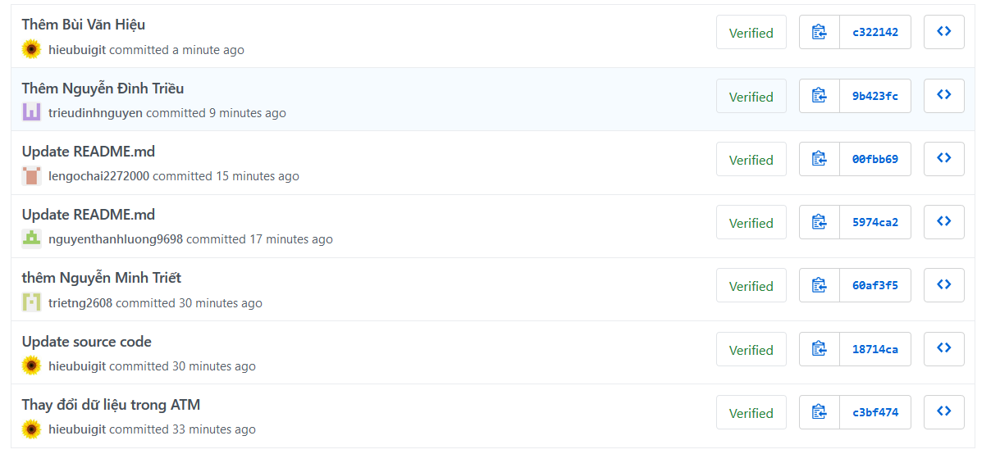 Thêm Bùi Văn Hiệu
hieubuigit committed a minute ago
Verified
c322142
Thêm Nguyễn Đình Triều
trieudinhnguyen committed 9 minutes ago
Verified
9b423fc
Update README.md
lengochai2272000 committed 15 minutes ago
Verified
00fbb69
Update README.md
nguyenthanhluong9698 committed 17 minutes ago
Verified
5974ca2
thêm Nguyễn Minh Triết
trietng2608 committed 30 minutes ago
Verified
60af3f5
Update source code
hieubuigit committed 30 minutes ago
Verified
18714ca
Thay đổi dữ liệu trong ATM
hieubuigit committed 33 minutes ago
Verified
c3bf474